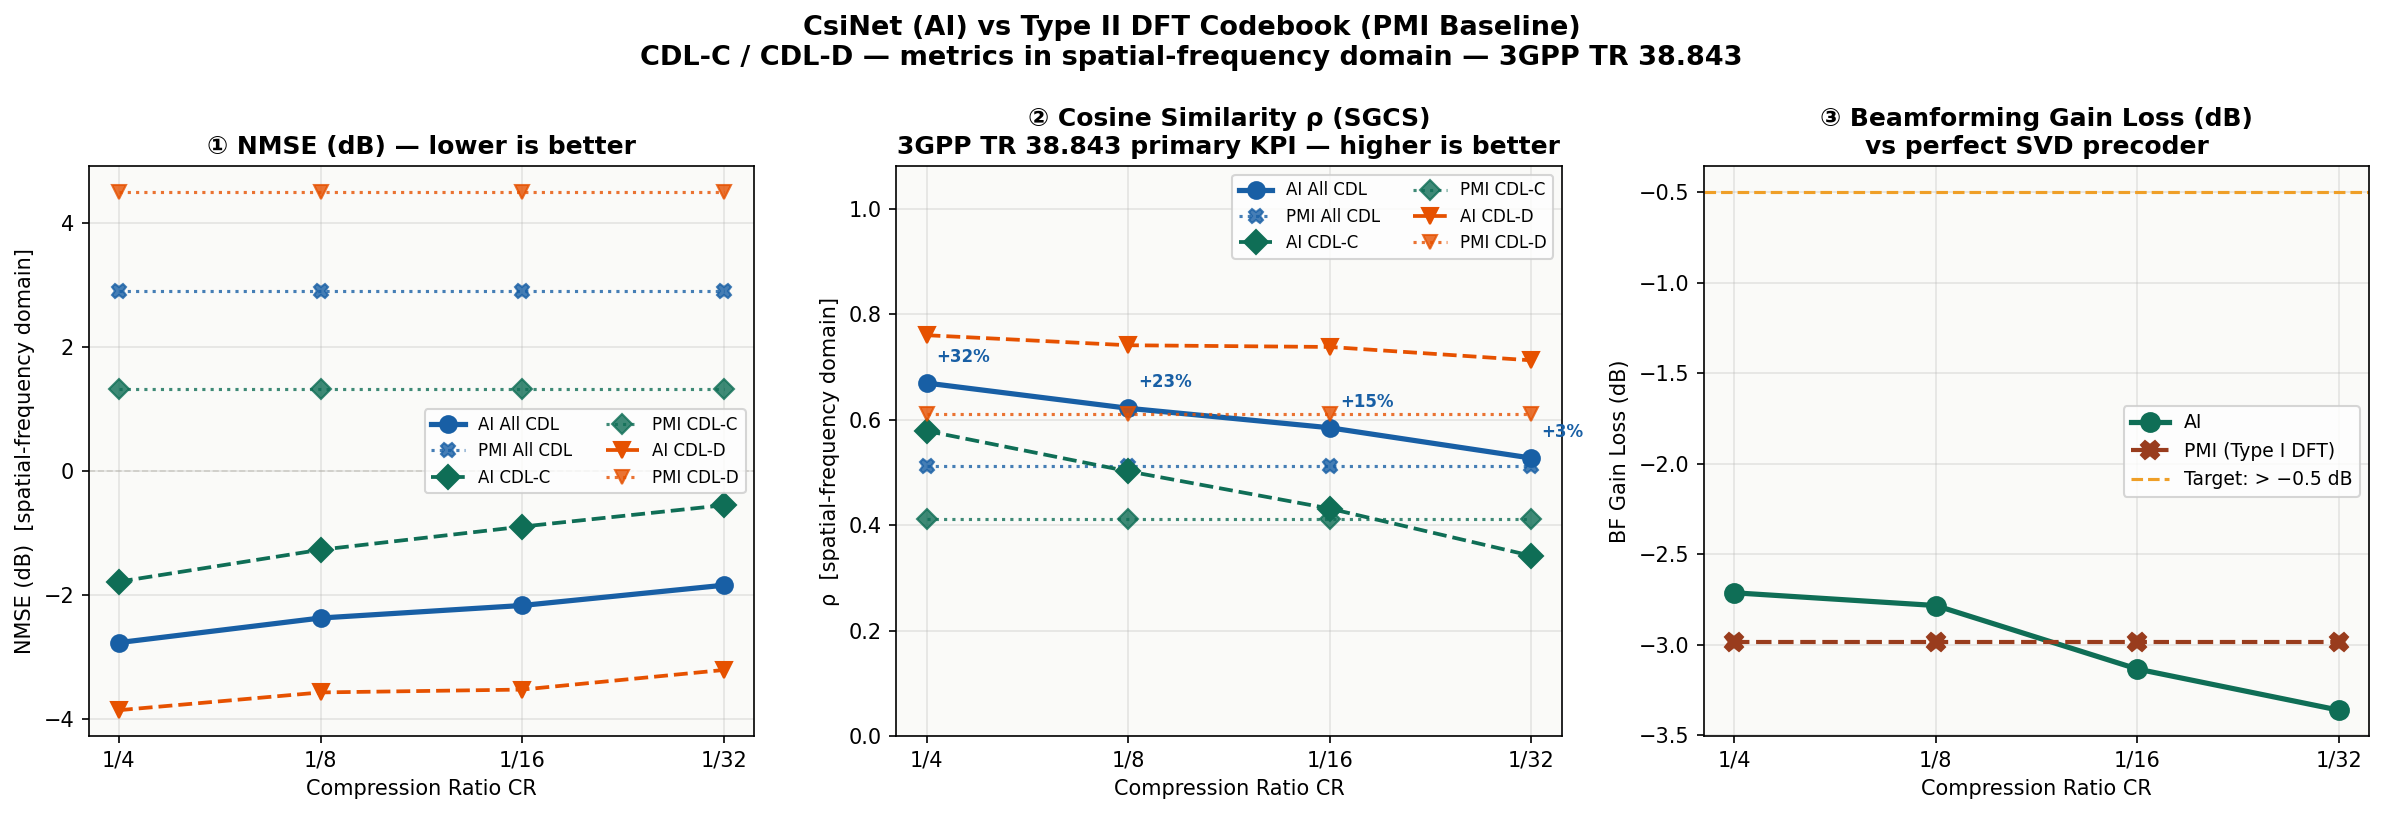 CsiNet (AI) vs Type II DFT Codebook (PMI Baseline)
CDL-C / CDL-D — metrics in spatial-frequency domain — 3GPP TR 38.843
① NMSE (dB) — lower is better
NMSE (dB)  [spatial-frequency domain]
4
2
0
−2
−4
AI All CDL
PMI All CDL
AI CDL-C
PMI CDL-C
AI CDL-D
PMI CDL-D
1/4
1/8
1/16
1/32
Compression Ratio CR
② Cosine Similarity ρ (SGCS)
3GPP TR 38.843 primary KPI — higher is better
ρ  [spatial-frequency domain]
1.0
0.8
0.6
0.4
0.2
0.0
AI All CDL
PMI All CDL
AI CDL-C
PMI CDL-C
AI CDL-D
PMI CDL-D
+32%
+23%
+15%
+3%
1/4
1/8
1/16
1/32
Compression Ratio CR
③ Beamforming Gain Loss (dB)
vs perfect SVD precoder
BF Gain Loss (dB)
−0.5
−1.0
−1.5
−2.0
−2.5
−3.0
−3.5
AI
PMI (Type I DFT)
Target: > −0.5 dB
1/4
1/8
1/16
1/32
Compression Ratio CR